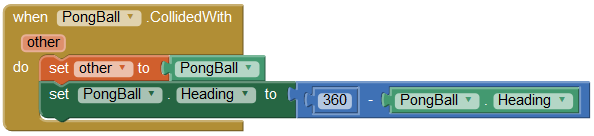 when PongBall .CollidedWith
other
do set other to PongBall
set PongBall . Heading to 360 - PongBall . Heading